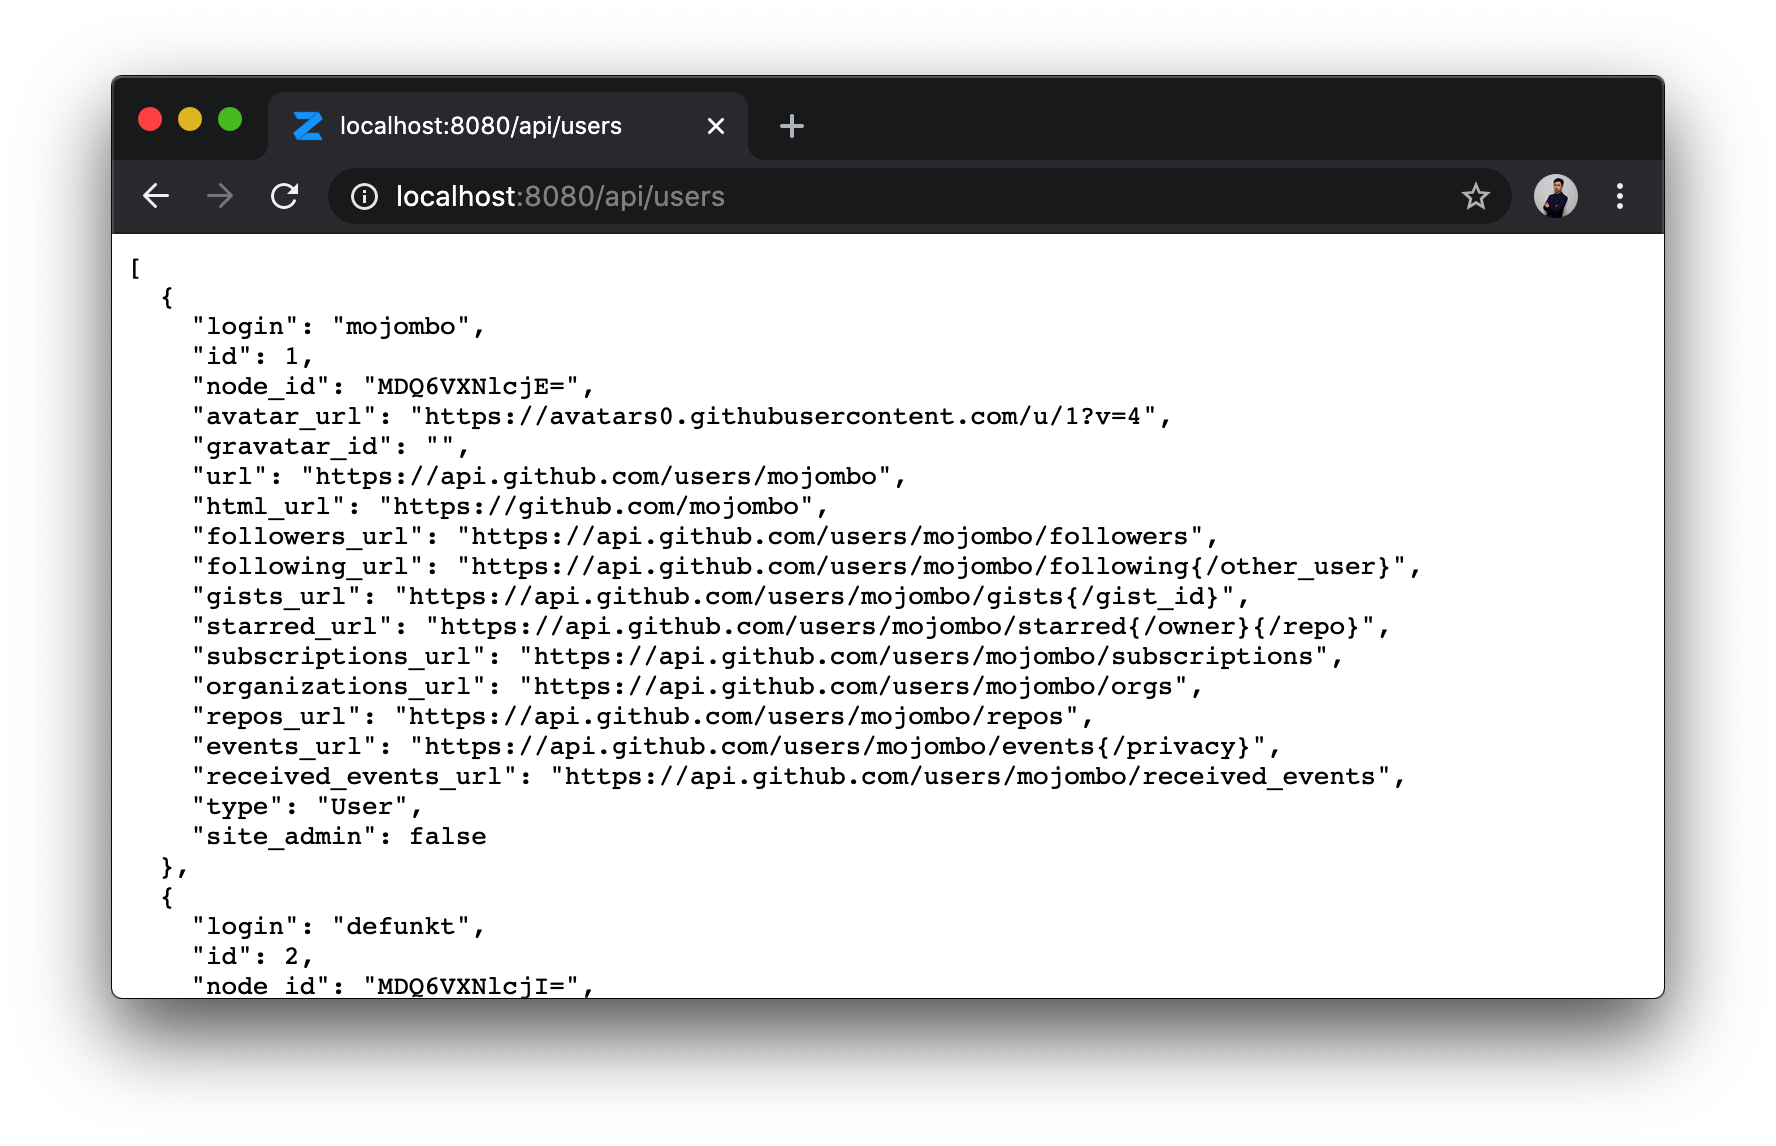 localhost:8080/api/users
localhost:8080/api/users
[
  {
    "login": "mojombo",
    "id": 1,
    "node_id": "MDQ6VXNlcjE=",
    "avatar_url": "https://avatars0.githubusercontent.com/u/1?v=4",
    "gravatar_id": "",
    "url": "https://api.github.com/users/mojombo",
    "html_url": "https://github.com/mojombo",
    "followers_url": "https://api.github.com/users/mojombo/followers",
    "following_url": "https://api.github.com/users/mojombo/following{/other_user}",
    "gists_url": "https://api.github.com/users/mojombo/gists{/gist_id}",
    "starred_url": "https://api.github.com/users/mojombo/starred{/owner}{/repo}",
    "subscriptions_url": "https://api.github.com/users/mojombo/subscriptions",
    "organizations_url": "https://api.github.com/users/mojombo/orgs",
    "repos_url": "https://api.github.com/users/mojombo/repos",
    "events_url": "https://api.github.com/users/mojombo/events{/privacy}",
    "received_events_url": "https://api.github.com/users/mojombo/received_events",
    "type": "User",
    "site_admin": false
  },
  {
    "login": "defunkt",
    "id": 2,
    "node_id": "MDQ6VXNlcjI=",